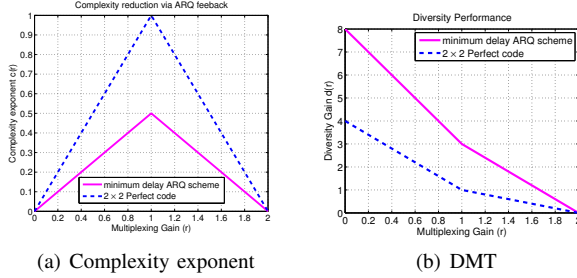 Complexity reduction via ARQ feeback
Complexity exponent c(r)
1
0.9
0.8
0.7
0.6
0.5
0.4
0.3
0.2
0.1
0
minimum delay ARQ scheme
2 × 2 Perfect code
0 0.2 0.4 0.6 0.8 1 1.2 1.4 1.6 1.8 2
Multiplexing Gain (r)
(a) Complexity exponent
Diversity Performance
Diversity Gain d(r)
8
7
6
5
4
3
2
1
0
minimum delay ARQ scheme
2 × 2 Perfect code
0 0.2 0.4 0.6 0.8 1 1.2 1.4 1.6 1.8 2
Multiplexing Gain (r)
(b) DMT